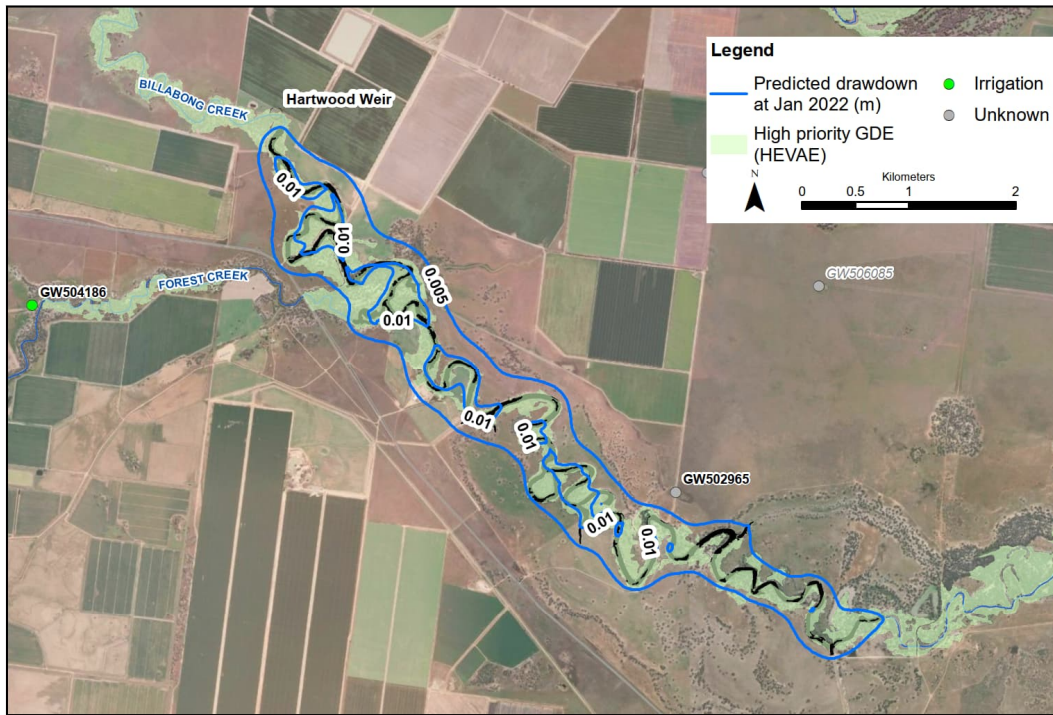 Legend
Predicted drawdown
at Jan 2022 (m)
High priority GDE
(HEVAE)
Irrigation
Unknown
N
Kilometers
0 0.5 1 2
BILLABONG CREEK
Hartwood Weir
0.01
0.01
0.005
FOREST CREEK
GW504186
GW506085
0.01
0.01
0.01
GW502965
0.01
0.01